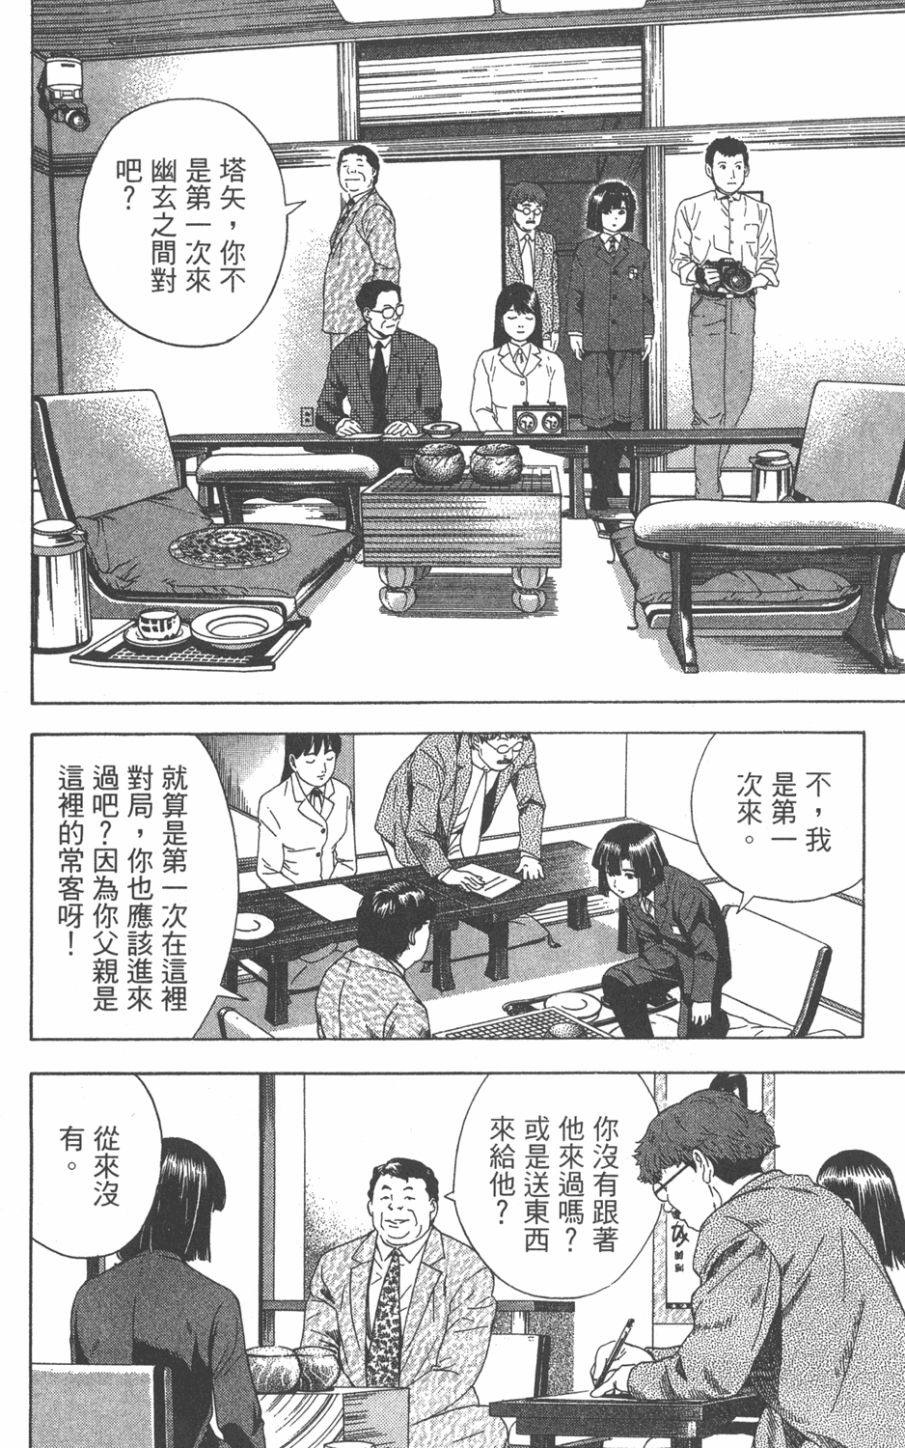 塔矢，你不
是第一次來
幽玄之間對
吧？
不，我
是第一
次來。
就算是第一次在這裡
對局，你也應該進來
過吧？因為你父親是
這裡的常客呀！
你沒有跟著
他來過嗎？
或是送東西
來給他？
從來沒
有。